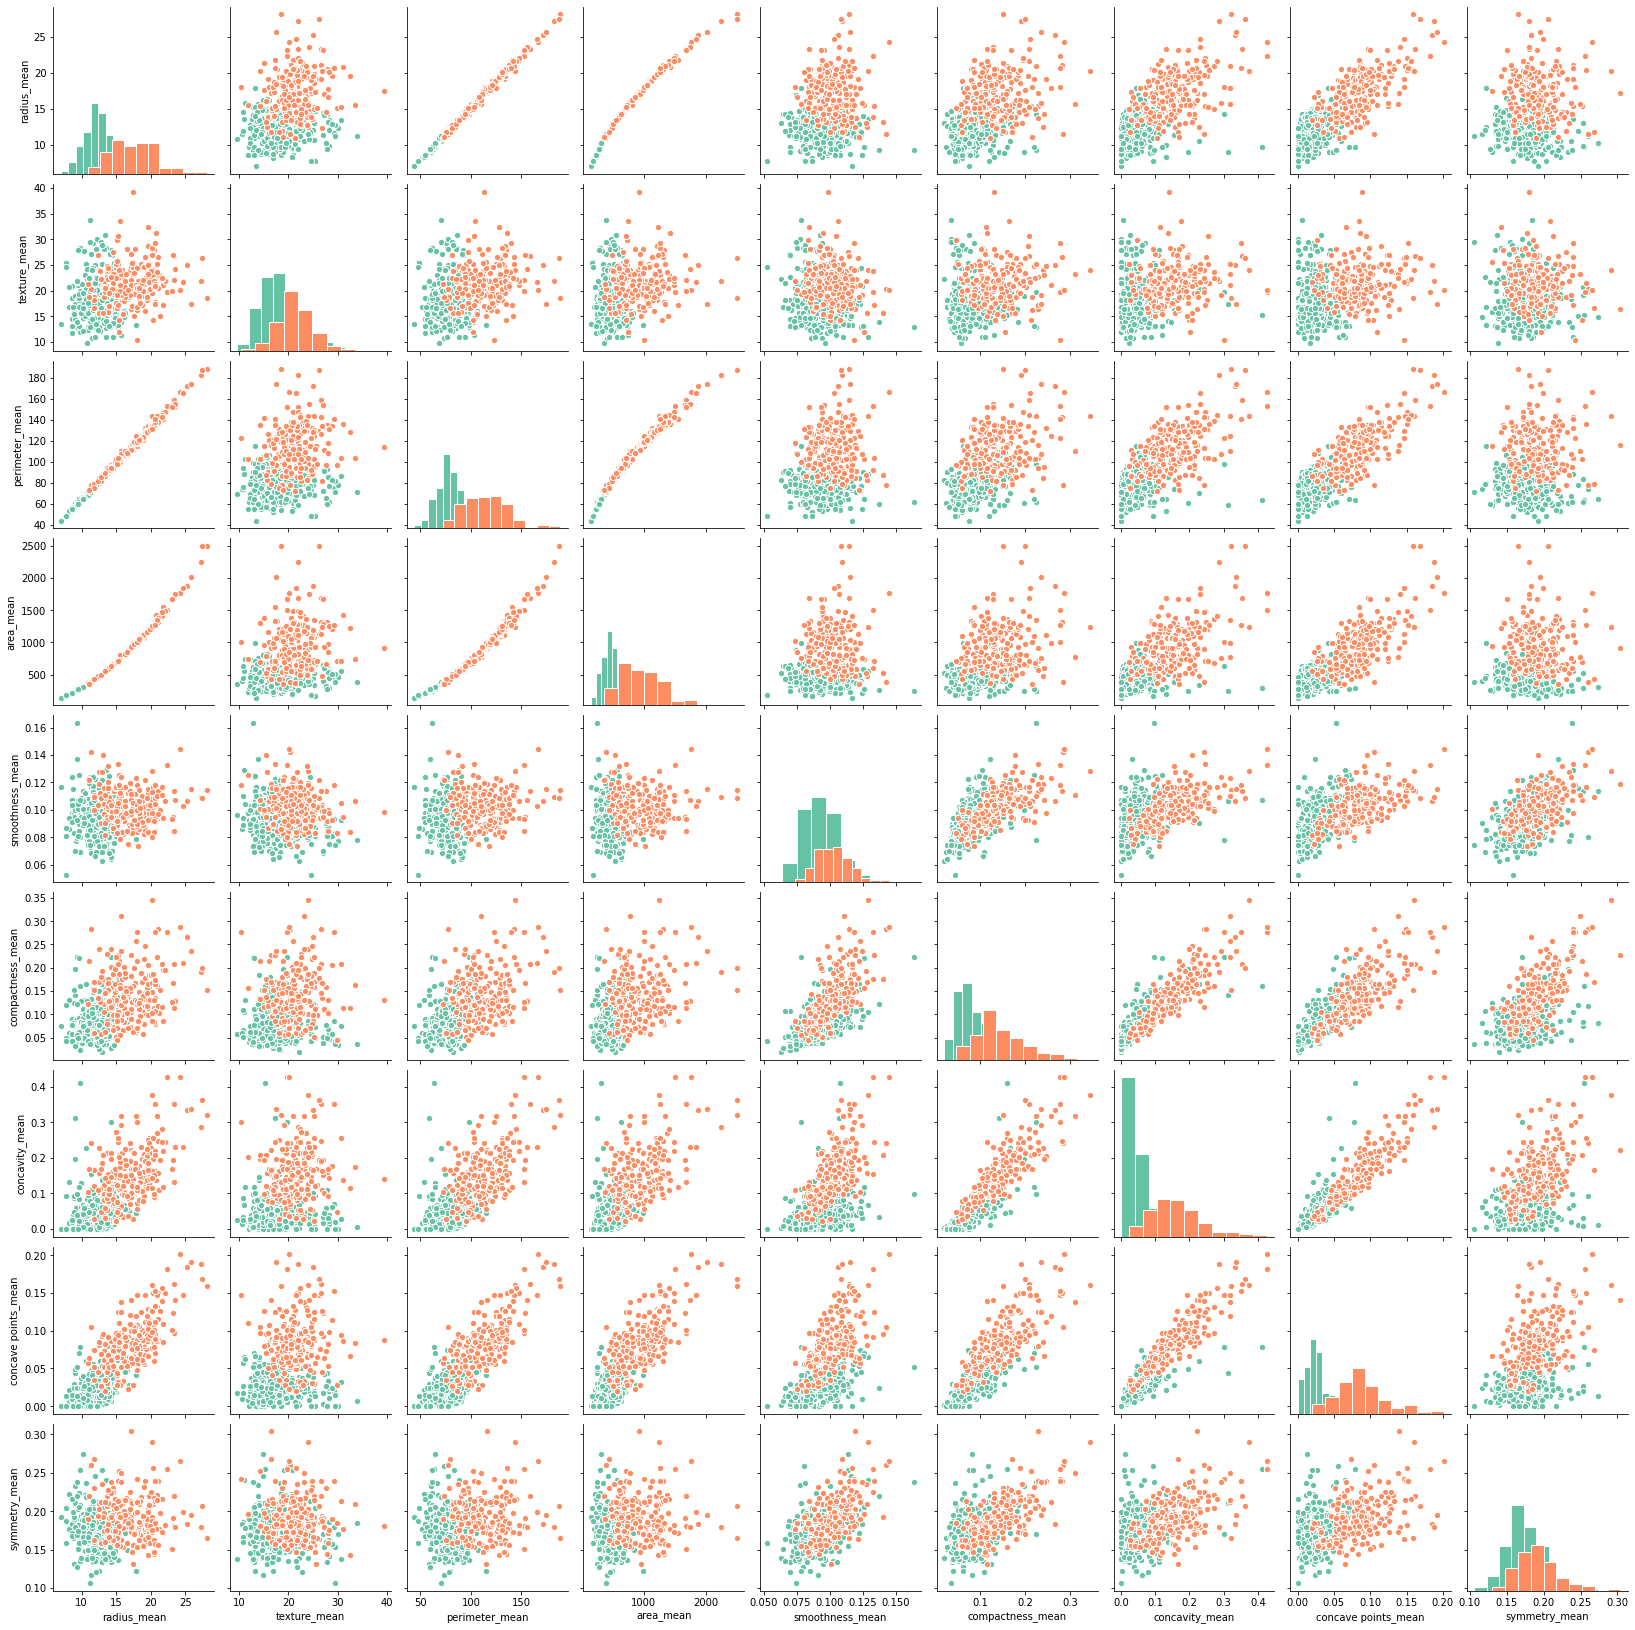 radius_mean
25
20
15
10
texture_mean
40
35
30
25
20
15
10
perimeter_mean
180
160
140
120
100
80
60
40
area_mean
2500
2000
1500
1000
500
smoothness_mean
0.16
0.14
0.12
0.10
0.08
0.06
compactness_mean
0.35
0.30
0.25
0.20
0.15
0.10
0.05
concavity_mean
0.4
0.3
0.2
0.1
0.0
concave points_mean
0.20
0.15
0.10
0.05
0.00
symmetry_mean
0.30
0.25
0.20
0.15
0.10
10 15 20 25
radius_mean
10 20 30 40
texture_mean
50 100 150
perimeter_mean
1000 2000
area_mean
0.050 0.075 0.100 0.125 0.150
smoothness_mean
0.1 0.2 0.3
compactness_mean
0.0 0.1 0.2 0.3 0.4
concavity_mean
0.00 0.05 0.10 0.15 0.20
concave points_mean
0.10 0.15 0.20 0.25 0.30
symmetry_mean